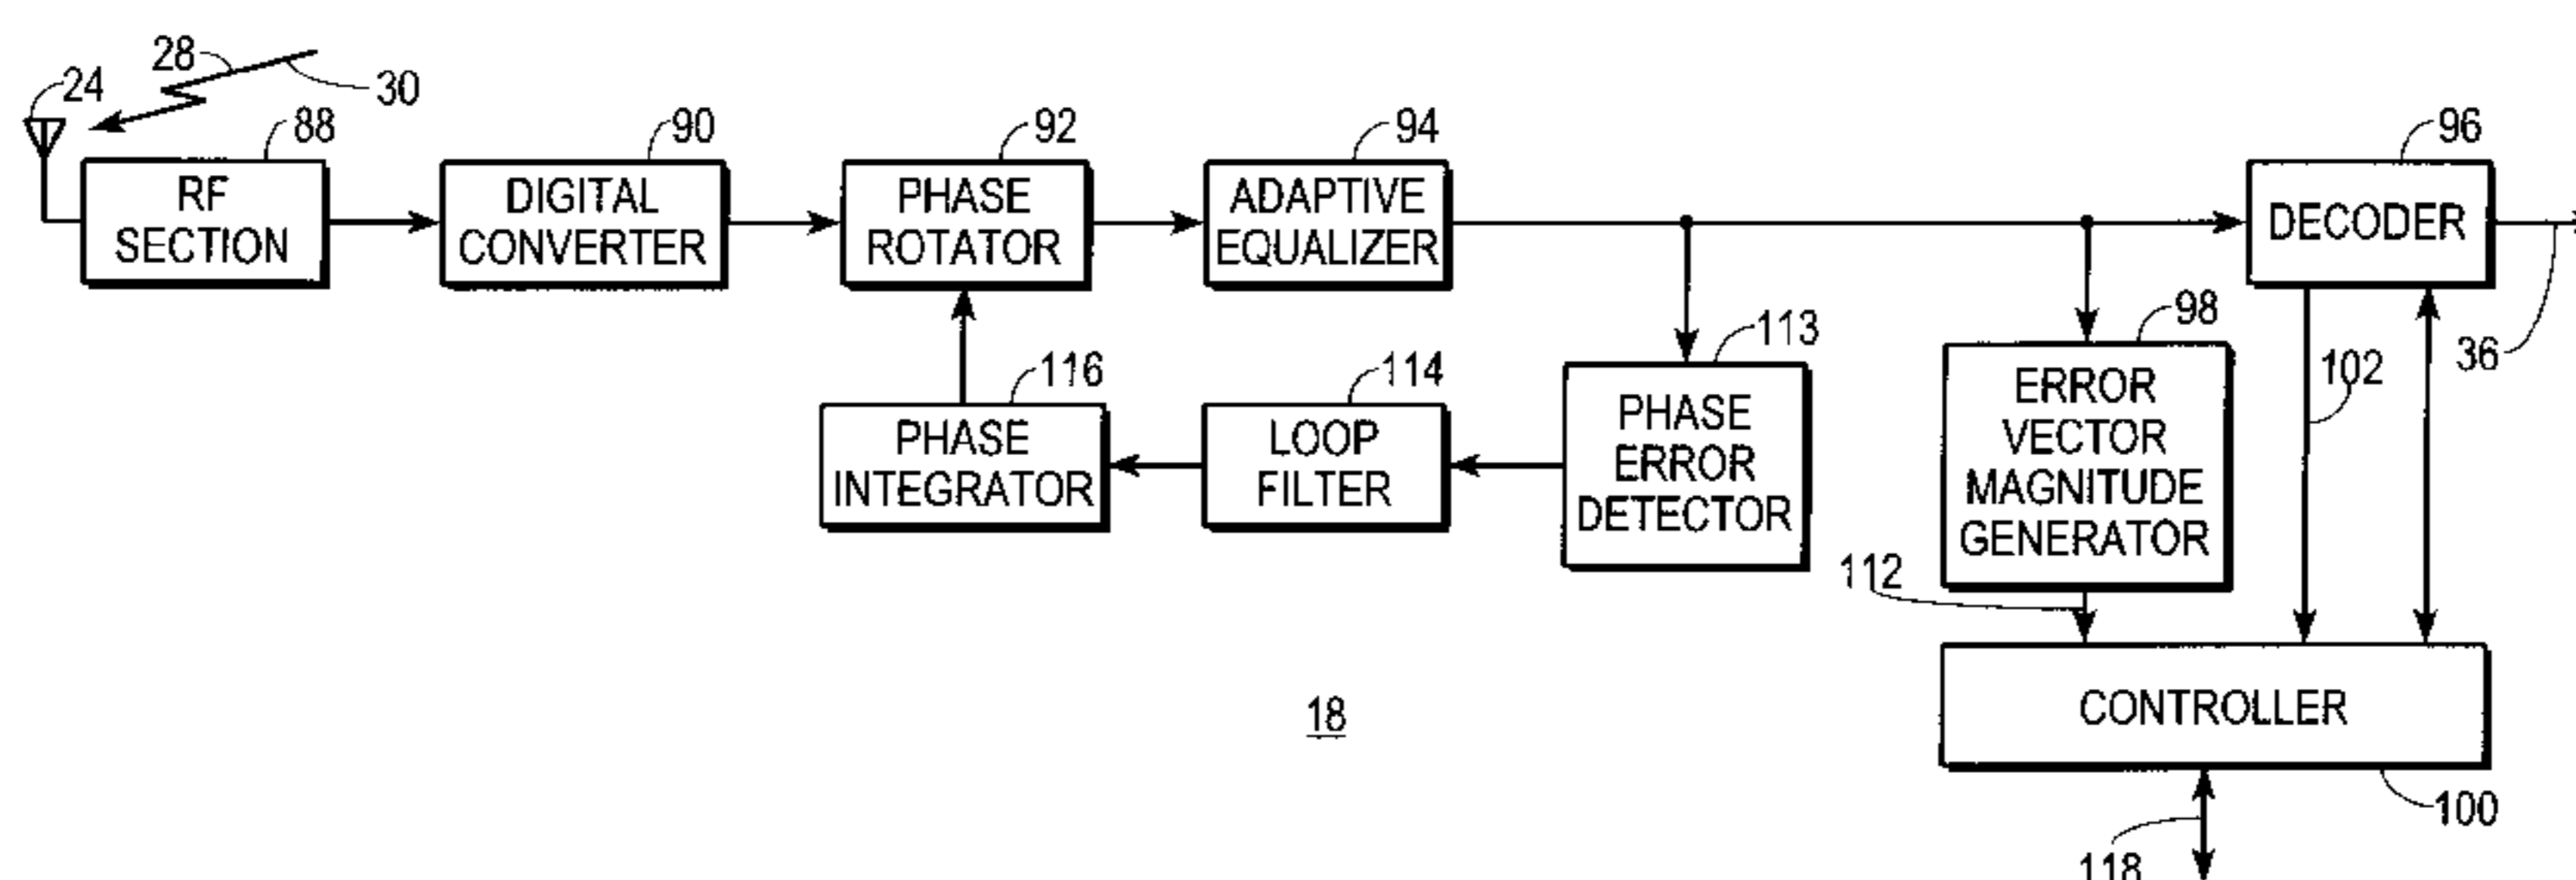 28
24
30
88
90
92
94
96
RF
SECTION
DIGITAL
CONVERTER
PHASE
ROTATOR
ADAPTIVE
EQUALIZER
DECODER
98
113
36
102
116
114
PHASE
INTEGRATOR
LOOP
FILTER
PHASE
ERROR
DETECTOR
ERROR
VECTOR
MAGNITUDE
GENERATOR
112
CONTROLLER
18
100
118